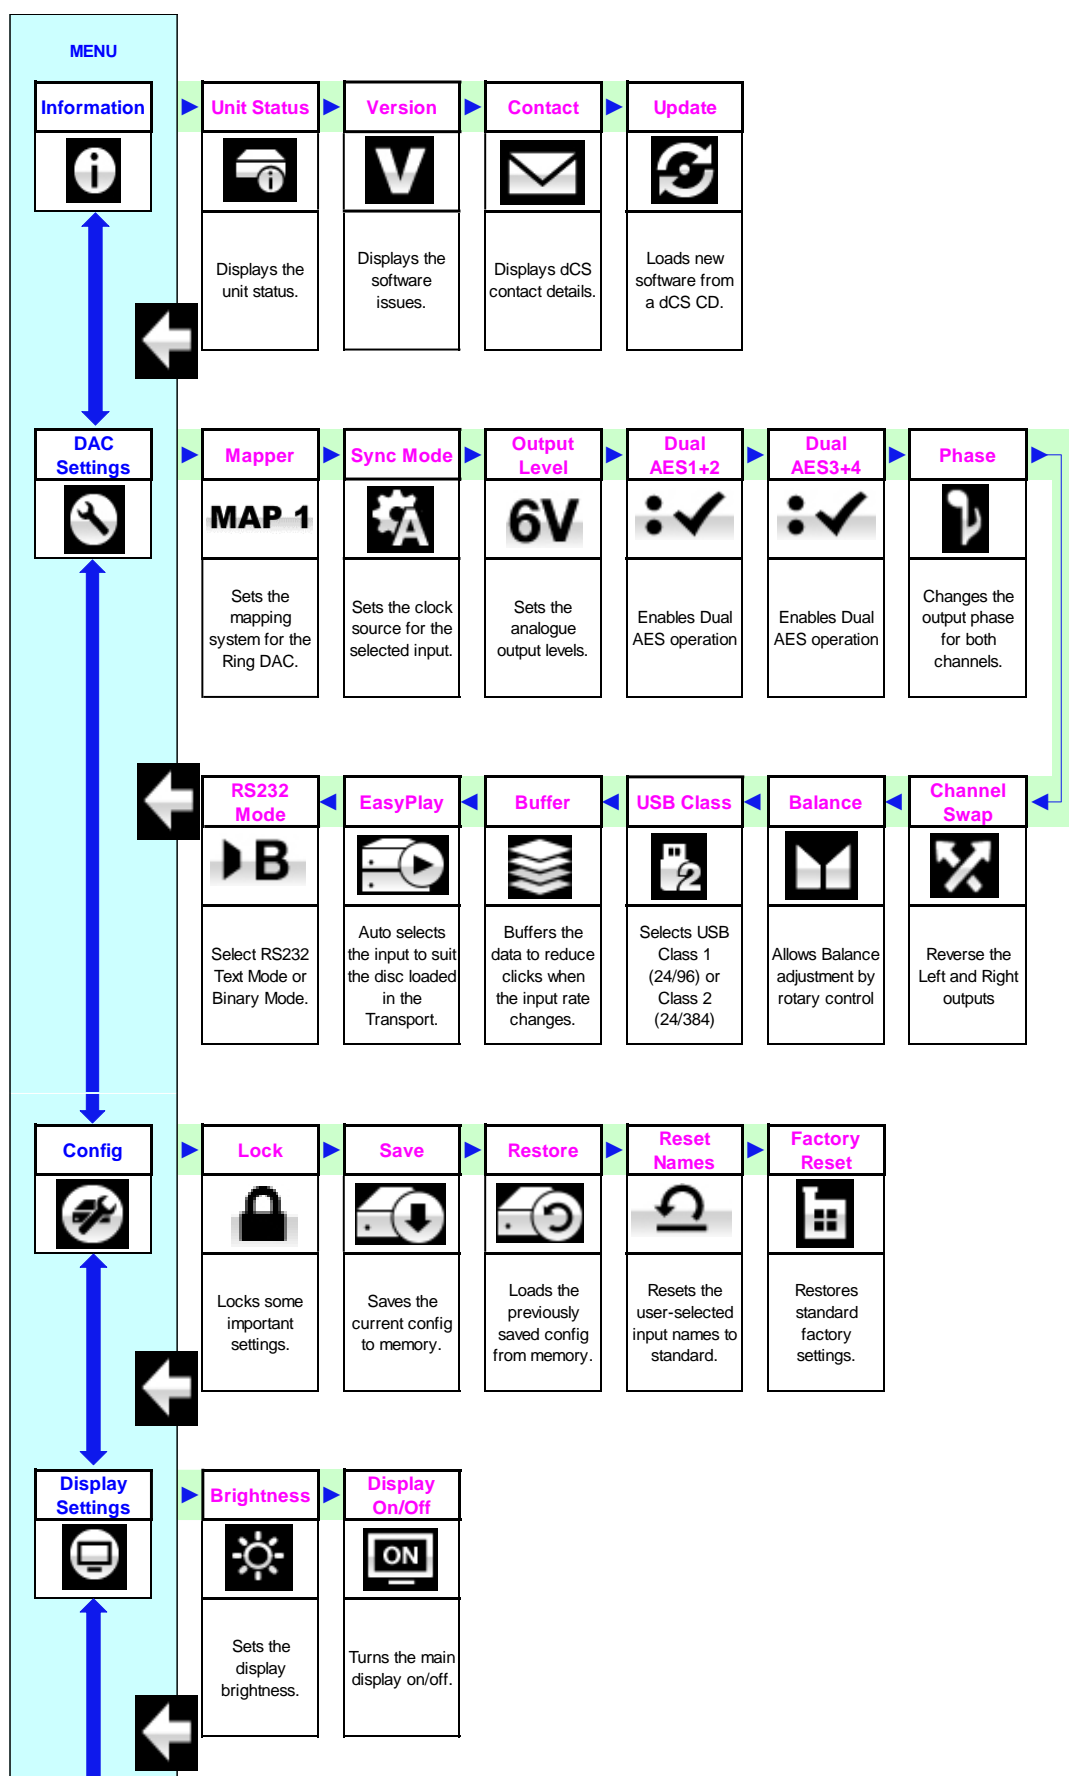 MENU
Information
Unit Status
Version
Contact
Update
V
Displays the
unit status.
Displays the
software
issues.
Displays dCS
contact details.
Loads new
software from
a dCS CD.
DAC
Settings
Mapper
Sync Mode
Output
Level
Dual
AES1+2
Dual
AES3+4
Phase
MAP 1
A
6V
Sets the
mapping
system for the
Ring DAC.
Sets the clock
source for the
selected input.
Sets the
analogue
output levels.
Enables Dual
AES operation
Enables Dual
AES operation
Changes the
output phase
for both
channels.
RS232
Mode
EasyPlay
Buffer
USB Class
Balance
Channel
Swap
B
2
Select RS232
Text Mode or
Binary Mode.
Auto selects
the input to suit
the disc loaded
in the
Transport.
Buffers the
data to reduce
clicks when
the input rate
changes.
Selects USB
Class 1
(24/96) or
Class 2
(24/384)
Allows Balance
adjustment by
rotary control
Reverse the
Left and Right
outputs
Config
Lock
Save
Restore
Reset
Names
Factory
Reset
Locks some
important
settings.
Saves the
current config
to memory.
Loads the
previously
saved config
from memory.
Resets the
user-selected
input names to
standard.
Restores
standard
factory
settings.
Display
Settings
Brightness
Display
On/Off
ON
Sets the
display
brightness.
Turns the main
display on/off.